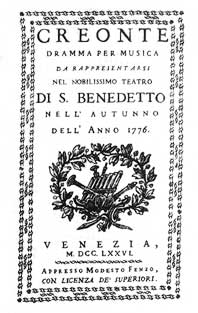 CREONTE
DRAMMA PER MUSICA
DA RAPPRESENTARSI
NEL NOBILISSIMO TEATRO
DI S. BENEDETTO
NELL' AUTUNNO
DELL' ANNO 1776.
VENEZIA,
M. DCC. LXXVI.
APPRESSO MODESTO FENZO,
CON LICENZA DE' SUPERIORI.